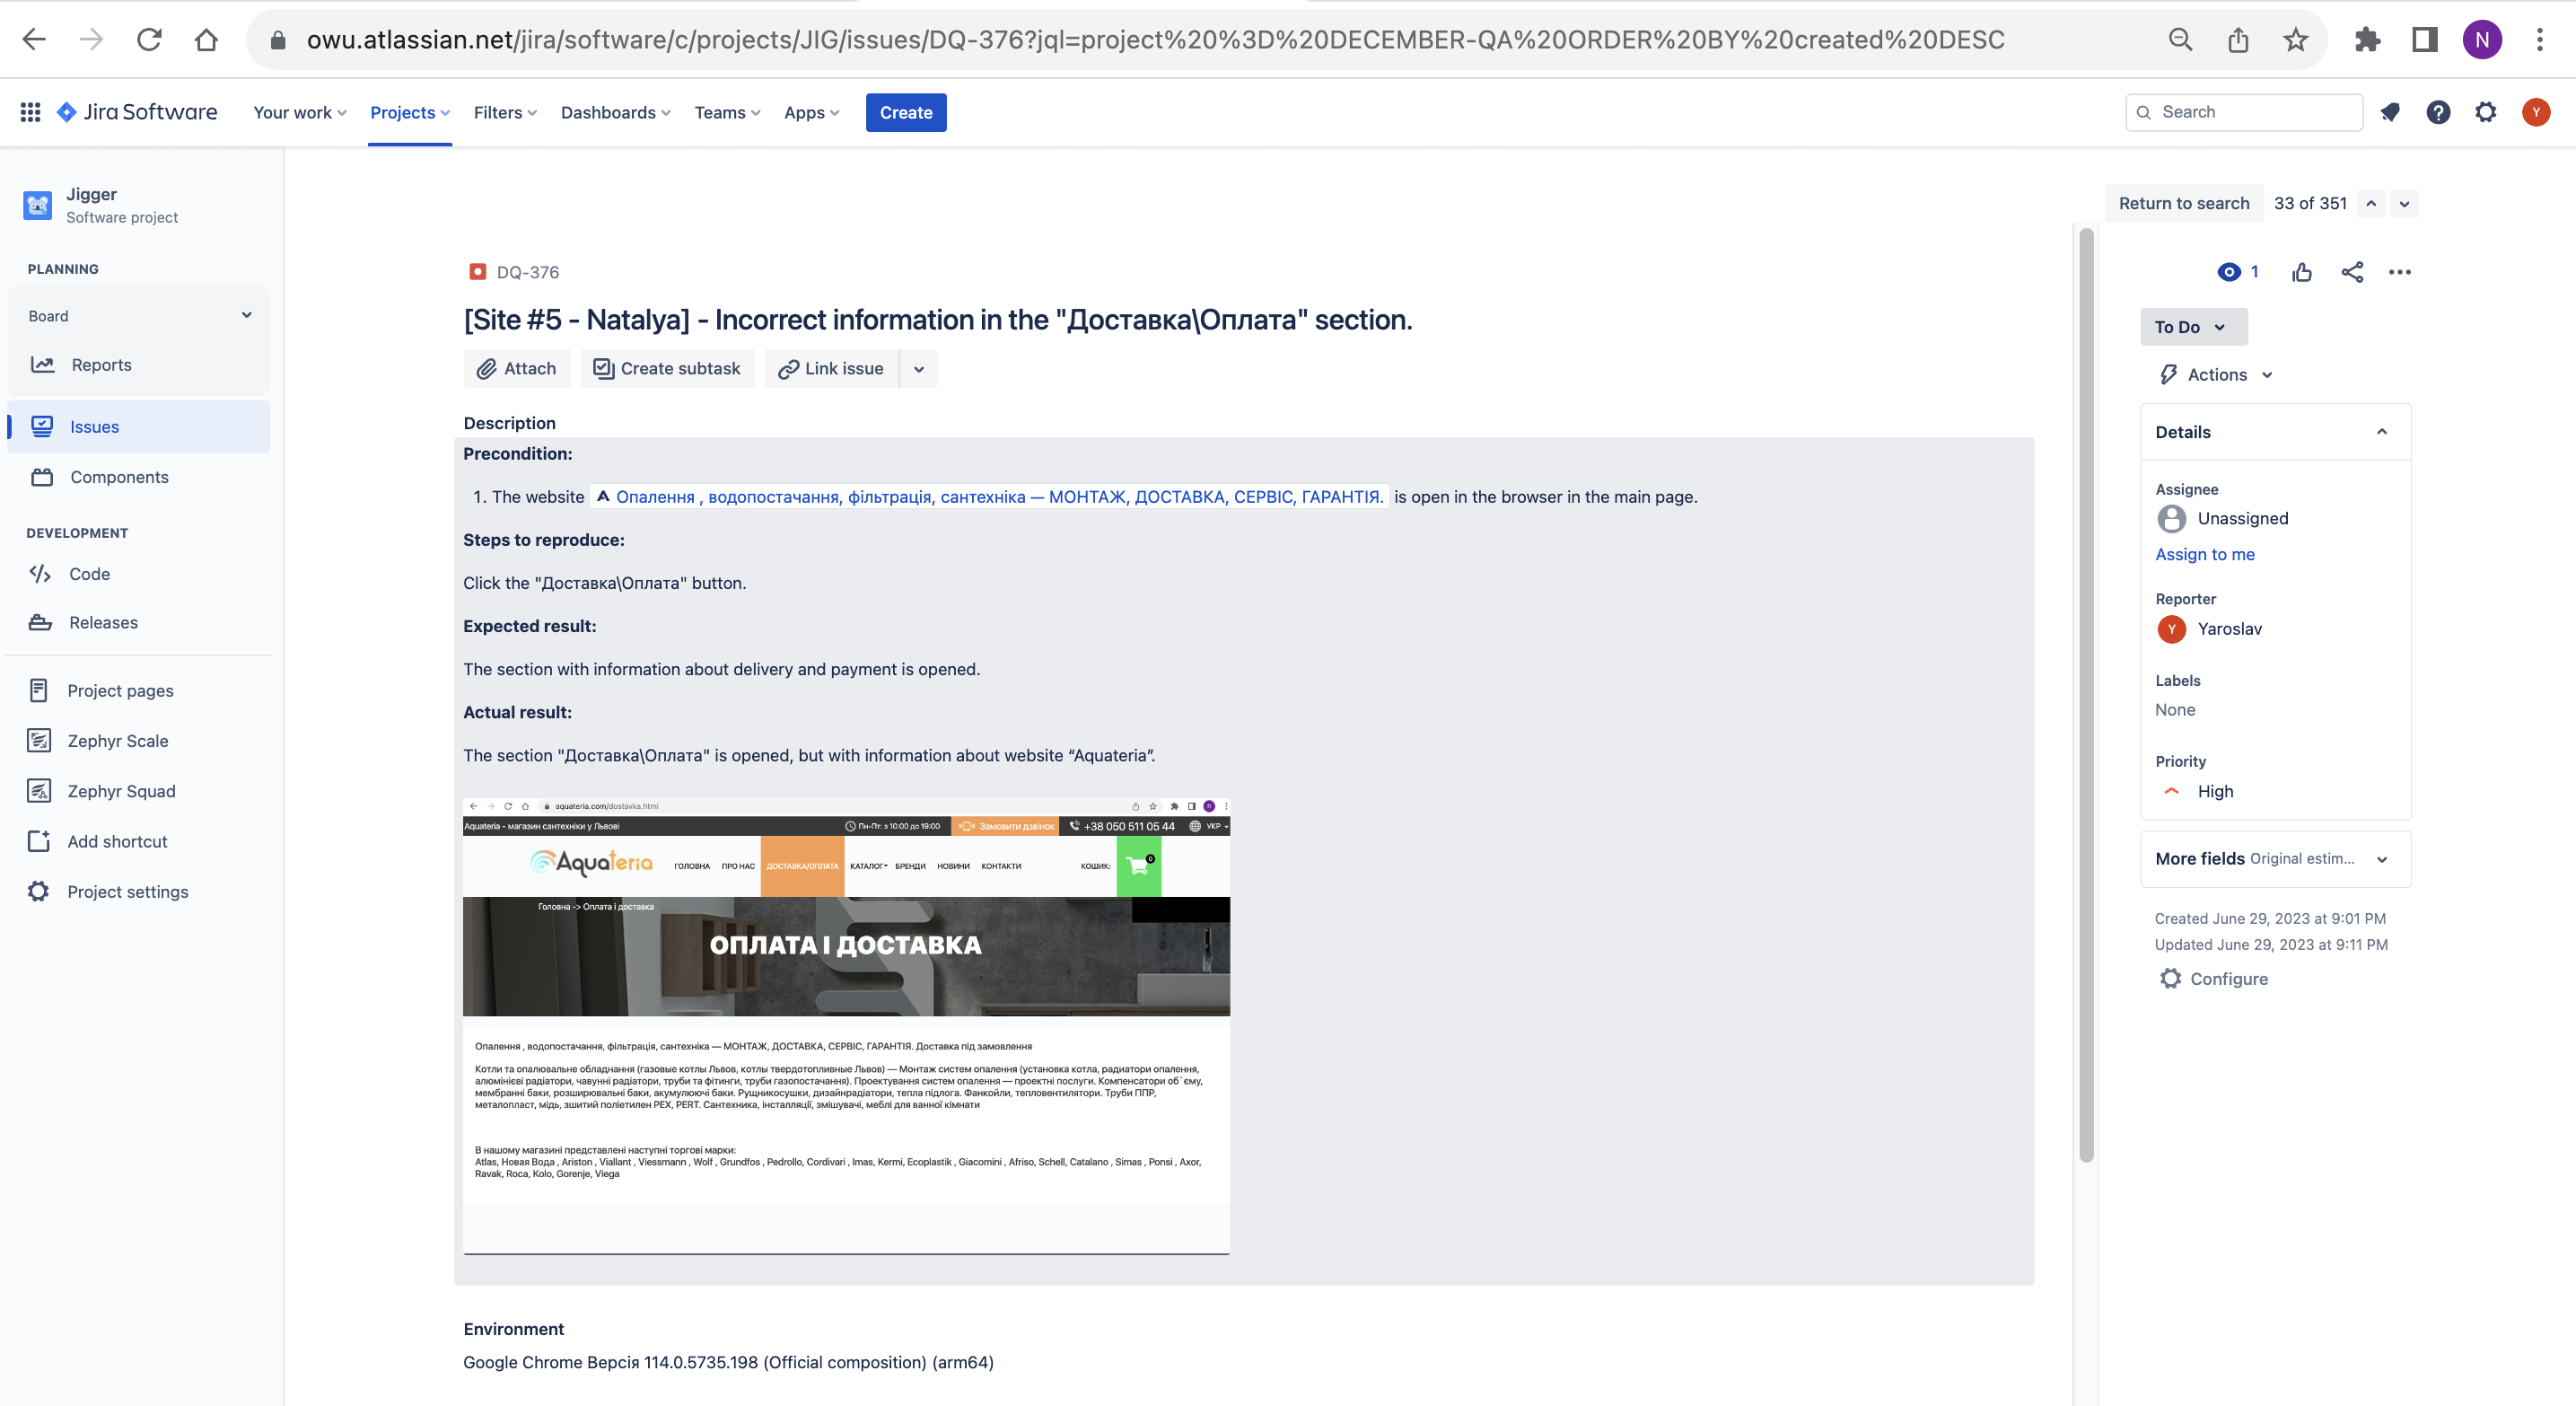 owu.atlassian.net/jira/software/c/projects/JIG/issues/DQ-376?jql=project%20%3D%20DECEMBER-QA%20ORDER%20BY%20created%20DESC
N
Jira Software
Your work
Projects
Filters
Dashboards
Teams
Apps
Create
Search
Y
Jigger
Software project
PLANNING
Board
Reports
Issues
Components
DEVELOPMENT
Code
Releases
Project pages
Zephyr Scale
Zephyr Squad
Add shortcut
Project settings
Return to search
33 of 351
DQ-376
[Site #5 - Natalya] - Incorrect information in the "Доставка\Оплата" section.
Attach
Create subtask
Link issue
Description
Precondition:
1. The website Опалення , водопостачання, фільтрація, сантехніка — МОНТАЖ, ДОСТАВКА, СЕРВІС, ГАРАНТІЯ. is open in the browser in the main page.
Steps to reproduce:
Click the "Доставка\Оплата" button.
Expected result:
The section with information about delivery and payment is opened.
Actual result:
The section "Доставка\Оплата" is opened, but with information about website “Aquateria”.
aquateria.com/dostavka.html
Aquateria - магазин сантехніки у Львові
Пн-Пт: з 10:00 до 19:00
Замовити дзвінок
+38 050 511 05 44
УКР
Aquateria
ГОЛОВНА
ПРО НАС
ДОСТАВКА/ОПЛАТА
КАТАЛОГ
БРЕНДИ
НОВИНИ
КОНТАКТИ
КОШИК:
0
Головна -> Оплата і доставка
ОПЛАТА І ДОСТАВКА
Опалення , водопостачання, фільтрація, сантехніка — МОНТАЖ, ДОСТАВКА, СЕРВІС, ГАРАНТІЯ. Доставка під замовлення
Котли та опалювальне обладнання (газовые котлы Львов, котлы твердотопливные Львов) — Монтаж систем опалення (установка котла, радиатори опалення,
алюмінієві радіатори, чавунні радіатори, труби та фітинги, труби газопостачання). Проектування систем опалення — проектні послуги. Компенсатори об`єму,
мембранні баки, розширювальні баки, акумулюючі баки. Рущникосушки, дизайнрадіатори, тепла підлога. Фанкойли, тепловентилятори. Труби ППР,
металопласт, мідь, зшитий поліетилен PEX, PERT. Сантехника, інсталляції, змішувачі, меблі для ванної кімнати
В нашому магазині представлені наступні торгові марки:
Atlas, Новая Вода , Ariston , Viallant , Viessmann , Wolf , Grundfos , Pedrollo, Cordivari , Imas, Kermi, Ecoplastik , Giacomini , Afriso, Schell, Catalano , Simas , Ponsi , Axor,
Ravak, Roca, Kolo, Gorenje, Viega
Environment
Google Chrome Версія 114.0.5735.198 (Official composition) (arm64)
1
To Do
Actions
Details
Assignee
Unassigned
Assign to me
Reporter
Y Yaroslav
Labels
None
Priority
High
More fields Original estim...
Created June 29, 2023 at 9:01 PM
Updated June 29, 2023 at 9:11 PM
Configure